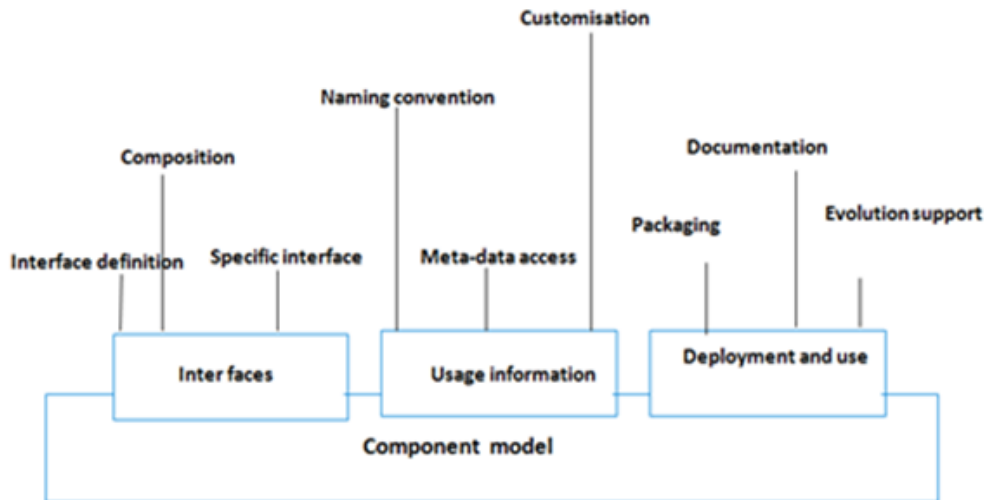 Customisation
Naming convention
Documentation
Composition
Evolution support
Packaging
Interface definition
Specific interface
Meta-data access
Inter faces
Usage information
Deployment and use
Component model